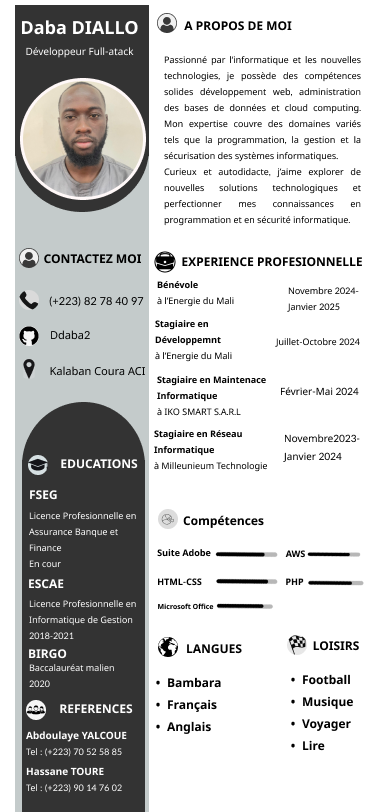 Daba DIALLO
Développeur Full-atack
CONTACTEZ MOI
(+223) 82 78 40 97
Ddaba2
Kalaban Coura ACI
EDUCATIONS
FSEG
Licence Profesionnelle en
Assurance Banque et
Finance
En cour
ESCAE
Licence Profesionnelle en
Informatique de Gestion
2018-2021
BIRGO
Baccalauréat malien
2020
REFERENCES
Abdoulaye YALCOUE
Tel : (+223) 70 52 58 85
Hassane TOURE
Tel : (+223) 90 14 76 02
A PROPOS DE MOI
Passionné par l'informatique et les nouvelles
technologies, je possède des compétences
solides développement web, administration
des bases de données et cloud computing.
Mon expertise couvre des domaines variés
tels que la programmation, la gestion et la
sécurisation des systèmes informatiques.
Curieux et autodidacte, j'aime explorer de
nouvelles solutions technologiques et
perfectionner mes connaissances en
programmation et en sécurité informatique.
EXPERIENCE PROFESIONNELLE
Bénévole
à l'Energie du Mali
Novembre 2024-
Janvier 2025
Stagiaire en
Développemnt
à l'Energie du Mali
Juillet-Octobre 2024
Stagiaire en Maintenace
Informatique
à IKO SMART S.A.R.L
Février-Mai 2024
Stagiaire en Réseau
Informatique
à Milleunieum Technologie
Novembre2023-
Janvier 2024
Compétences
Suite Adobe
AWS
HTML-CSS
PHP
Microsoft Office
LANGUES
• Bambara
• Français
• Anglais
LOISIRS
• Football
• Musique
• Voyager
• Lire